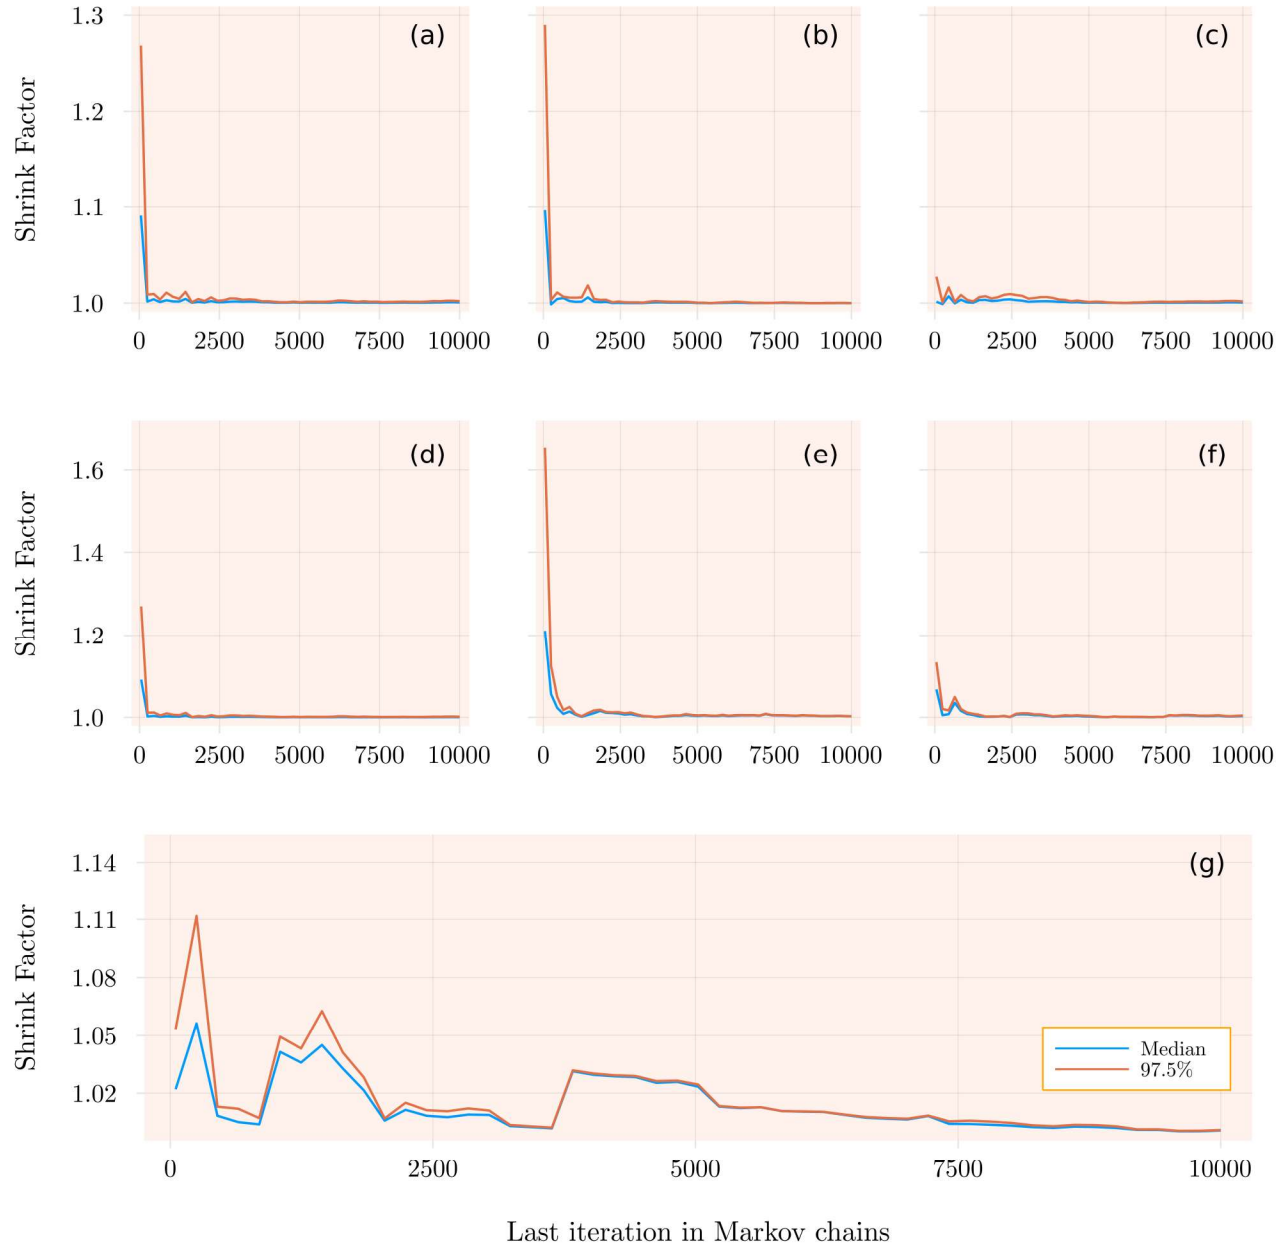 (a)
(b)
(c)
Shrink Factor
1.3
1.2
1.1
1.0
0 2500 5000 7500 10000
0 2500 5000 7500 10000
0 2500 5000 7500 10000
(d)
(e)
(f)
Shrink Factor
1.6
1.4
1.2
1.0
0 2500 5000 7500 10000
0 2500 5000 7500 10000
0 2500 5000 7500 10000
(g)
Shrink Factor
1.14
1.11
1.08
1.05
1.02
Median
97.5%
0 2500 5000 7500 10000
Last iteration in Markov chains